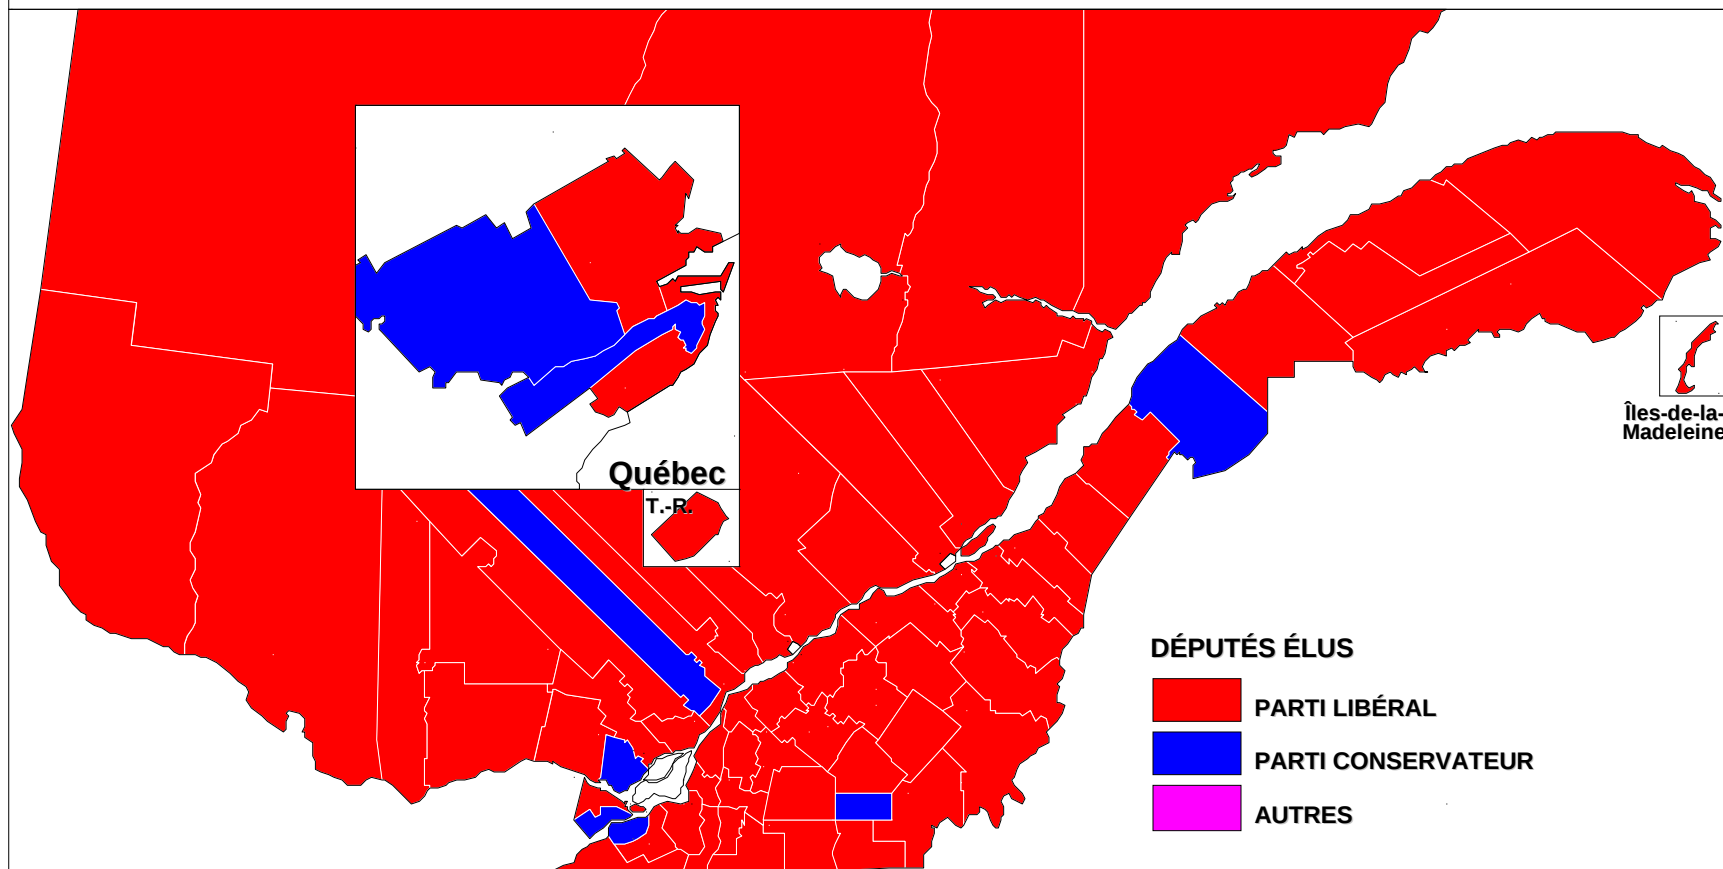 Québec
T.-R.
Îles-de-la-
Madeleine
DÉPUTÉS ÉLUS
PARTI LIBÉRAL
PARTI CONSERVATEUR
AUTRES